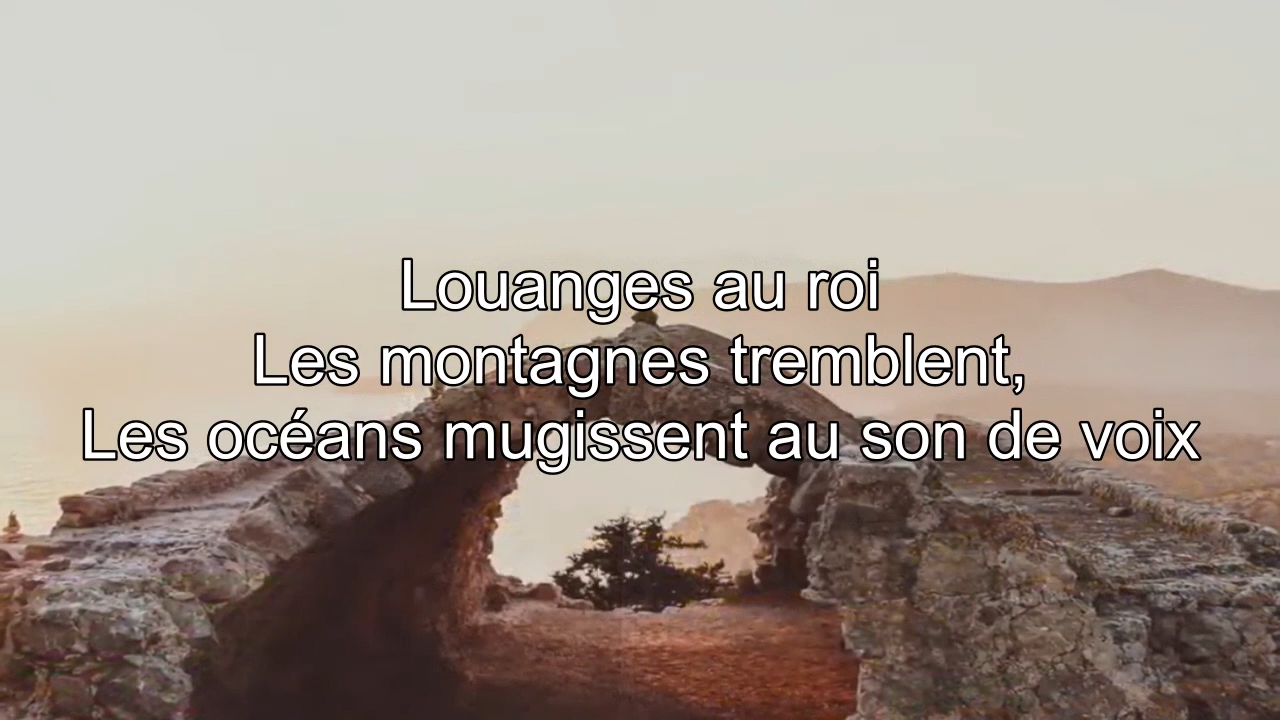 Louanges au roi
Les montagnes tremblent,
Les océans mugissent au son de voix